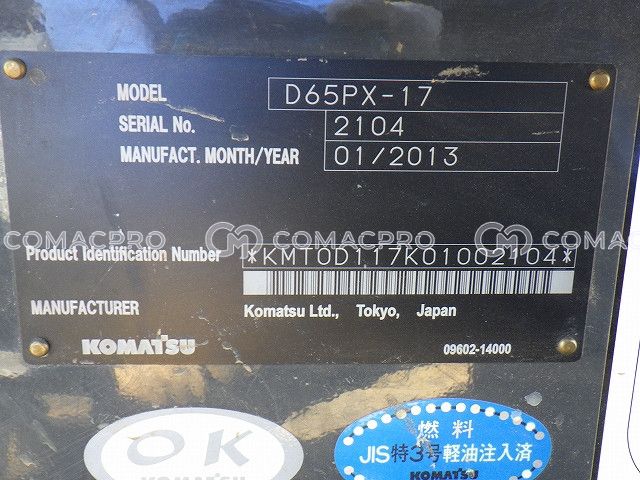 MODEL D65PX-17
SERIAL No. 2104
MANUFACT. MONTH/YEAR 01/2013
COMACPRO COMACPRO COMACPRO
Product Identification Number *KMT0D117K01002104*
MANUFACTURER Komatsu Ltd., Tokyo, Japan
KOMATSU 09602-14000
OK
KOMATSU
燃料
JIS特3号軽油注入済
KOMATSU